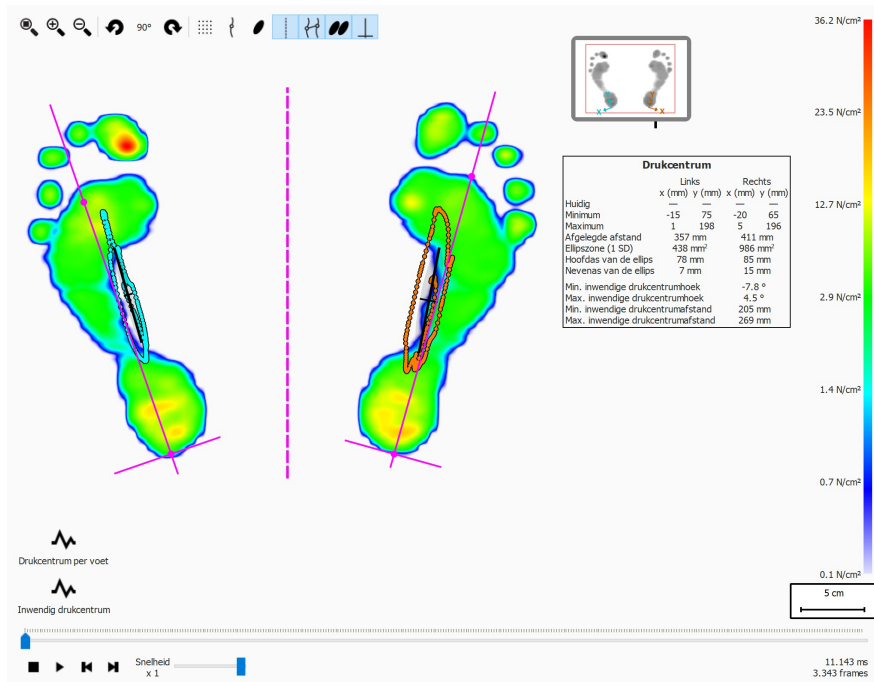 90°
36.2 N/cm²
23.5 N/cm²
12.7 N/cm²
2.9 N/cm²
1.4 N/cm²
0.7 N/cm²
0.1 N/cm²
x x
Drukcentrum
Links Rechts
x (mm) y (mm) x (mm) y (mm)
Huidig — — — —
Minimum -15 75 -20 65
Maximum 1 198 5 196
Afgelegde afstand 357 mm 411 mm
Ellipszone (1 SD) 438 mm² 986 mm²
Hoofdas van de ellips 78 mm 85 mm
Nevenas van de ellips 7 mm 15 mm
Min. inwendige drukcentrumhoek -7.8 °
Max. inwendige drukcentrumhoek 4.5 °
Min. inwendige drukcentrumafstand 205 mm
Max. inwendige drukcentrumafstand 269 mm
Drukcentrum per voet
Inwendig drukcentrum
5 cm
Snelheid
x 1
11.143 ms
3.343 frames